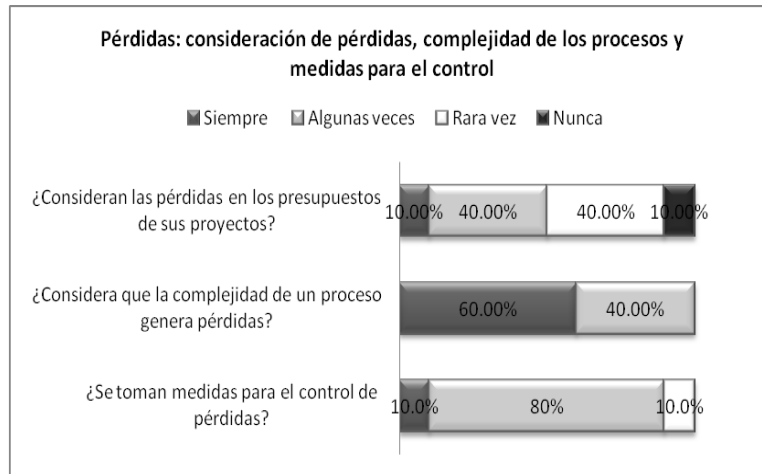 Pérdidas: consideración de pérdidas, complejidad de los procesos y
medidas para el control
Siempre Algunas veces Rara vez Nunca
¿Consideran las pérdidas en los presupuestos
de sus proyectos?
10.00% 40.00% 40.00% 10.00%
¿Considera que la complejidad de un proceso
genera pérdidas?
60.00% 40.00%
¿Se toman medidas para el control de
pérdidas?
10.0% 80% 10.0%